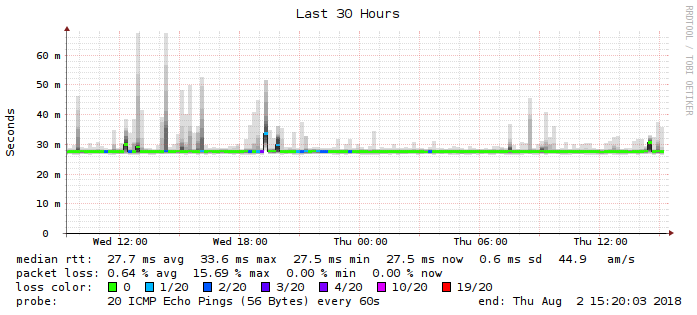 Last 30 Hours
RRDTOOL / TOBI OETIKER
Seconds
60 m
50 m
40 m
30 m
20 m
10 m
0
Wed 12:00 Wed 18:00 Thu 00:00 Thu 06:00 Thu 12:00
median rtt: 27.7 ms avg 33.6 ms max 27.5 ms min 27.5 ms now 0.6 ms sd 44.9 am/s
packet loss: 0.64 % avg 15.69 % max 0.00 % min 0.00 % now
loss color: 0 1/20 2/20 3/20 4/20 10/20 19/20
probe: 20 ICMP Echo Pings (56 Bytes) every 60s end: Thu Aug 2 15:20:03 2018